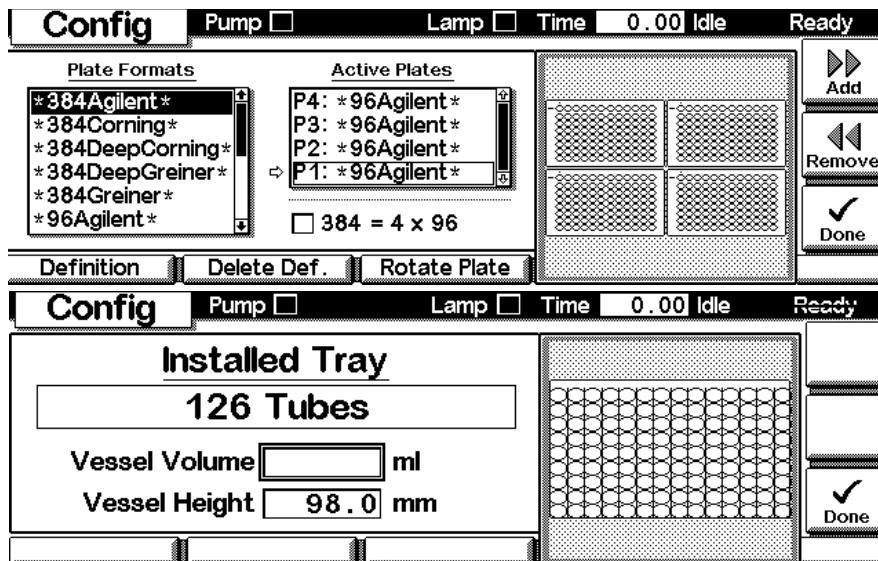 Config Pump Lamp Time 0.00 Idle Ready
Plate Formats Active Plates
*384Agilent* P4: *96Agilent*
*384Corning* P3: *96Agilent*
*384DeepCorning* P2: *96Agilent*
*384DeepGreiner* P1: *96Agilent*
*384Greiner*
*96Agilent* 384 = 4 x 96
Add
Remove
Done
Definition Delete Def. Rotate Plate
Config Pump Lamp Time 0.00 Idle Ready
Installed Tray
126 Tubes
Vessel Volume ml
Vessel Height 98.0 mm
Done